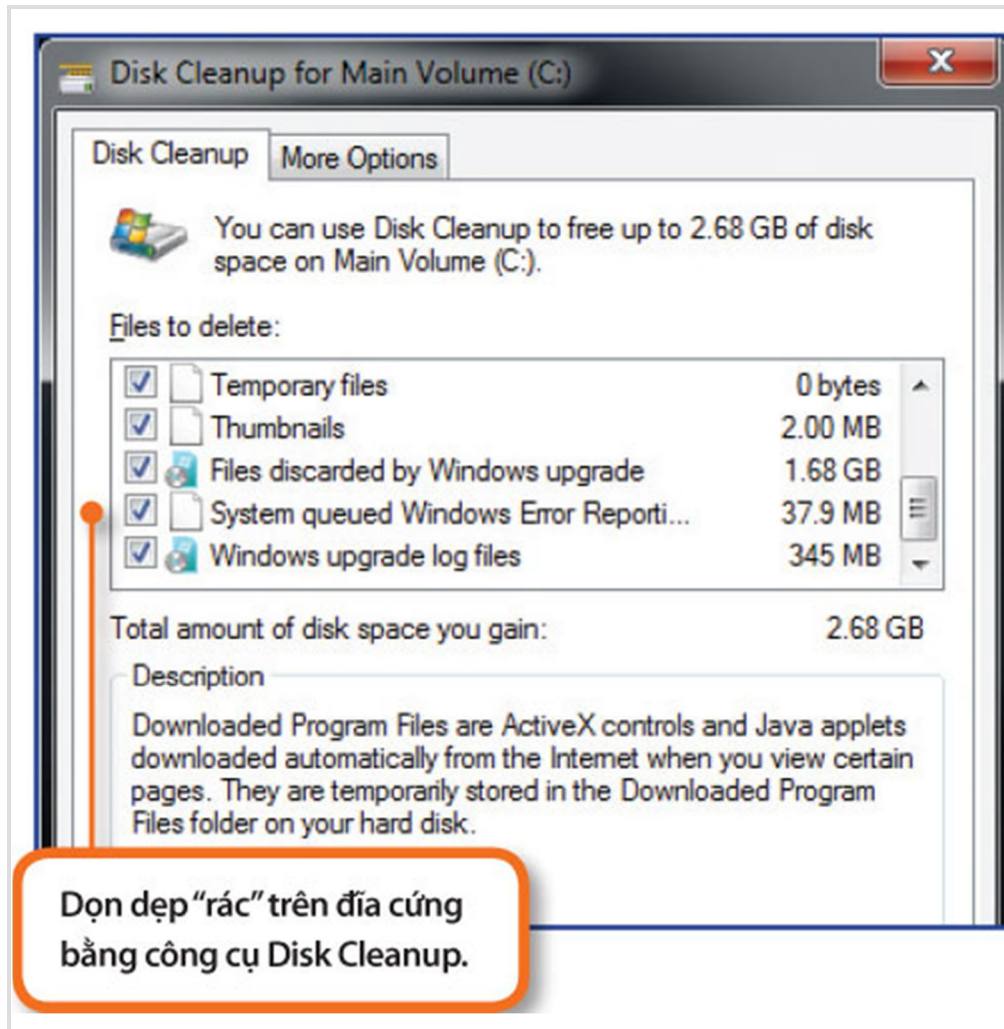 Disk Cleanup for Main Volume (C:)
Disk Cleanup
More Options
You can use Disk Cleanup to free up to 2.68 GB of disk
space on Main Volume (C:).
Files to delete:
Temporary files 0 bytes
Thumbnails 2.00 MB
Files discarded by Windows upgrade 1.68 GB
System queued Windows Error Reporti... 37.9 MB
Windows upgrade log files 345 MB
Total amount of disk space you gain: 2.68 GB
Description
Downloaded Program Files are ActiveX controls and Java applets
downloaded automatically from the Internet when you view certain
pages. They are temporarily stored in the Downloaded Program
Files folder on your hard disk.
Dọn dẹp “rác” trên đĩa cứng
bằng công cụ Disk Cleanup.